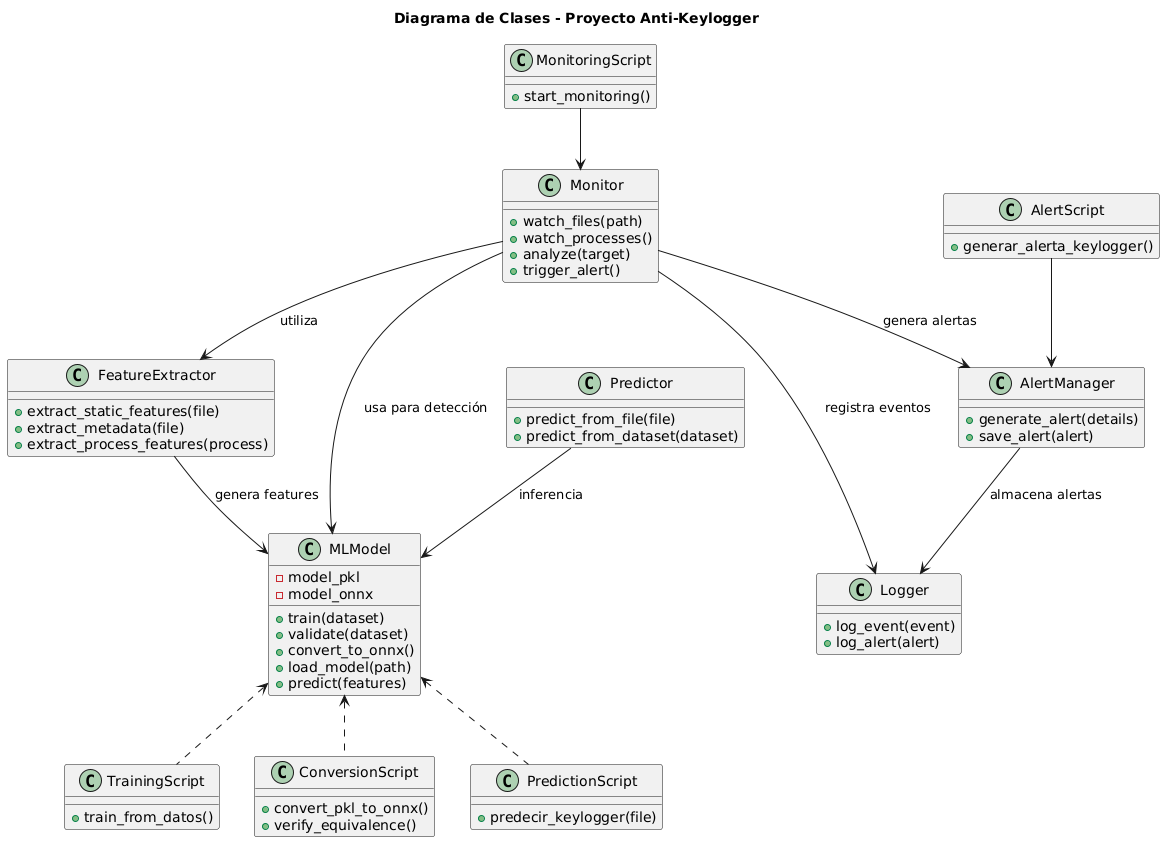 Diagrama de Clases - Proyecto Anti-Keylogger
C MonitoringScript
start_monitoring()
C Monitor
watch_files(path)
watch_processes()
analyze(target)
trigger_alert()
C AlertScript
generar_alerta_keylogger()
utiliza
genera alertas
C FeatureExtractor
extract_static_features(file)
extract_metadata(file)
extract_process_features(process)
usa para detección
C Predictor
predict_from_file(file)
predict_from_dataset(dataset)
registra eventos
C AlertManager
generate_alert(details)
save_alert(alert)
genera features
inferencia
almacena alertas
C MLModel
model_pkl
model_onnx
train(dataset)
validate(dataset)
convert_to_onnx()
load_model(path)
predict(features)
C Logger
log_event(event)
log_alert(alert)
C TrainingScript
train_from_datos()
C ConversionScript
convert_pkl_to_onnx()
verify_equivalence()
C PredictionScript
predecir_keylogger(file)